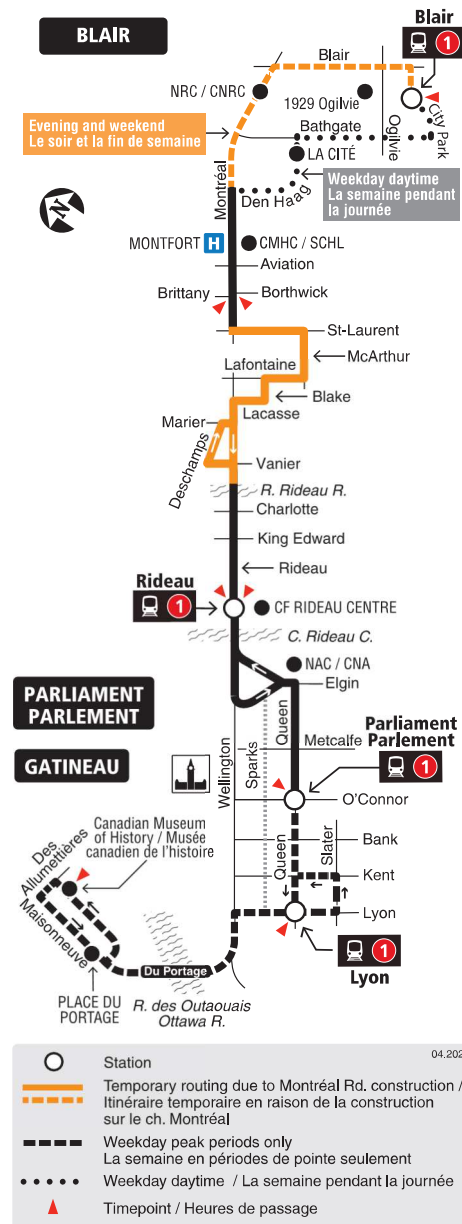 BLAIR
Blair
1
Blair
NRC / CNRC
1929 Ogilvie
City Park
Evening and weekend
Le soir et la fin de semaine
Bathgate
Ogilvie
LA CITÉ
Montréal
Weekday daytime
La semaine pendant
la journée
Den Haag
N
MONTFORT H
CMHC / SCHL
Aviation
Brittany
Borthwick
St-Laurent
McArthur
Lafontaine
Blake
Lacasse
Marier
Deschamps
Vanier
R. Rideau R.
Charlotte
King Edward
Rideau
Rideau
1
CF RIDEAU CENTRE
C. Rideau C.
NAC / CNA
Elgin
PARLIAMENT
PARLEMENT
GATINEAU
Wellington
Sparks
Queen
Metcalfe
Parliament
Parlement
1
O'Connor
Canadian Museum
of History / Musée
canadien de l'histoire
Des
Allumettières
Maisonneuve
Bank
Queen
Slater
Kent
Lyon
1
Lyon
Du Portage
PLACE DU
PORTAGE
R. des Outaouais
Ottawa R.
Station
04.202
Temporary routing due to Montréal Rd. construction /
Itinéraire temporaire en raison de la construction
sur le ch. Montréal
Weekday peak periods only
La semaine en périodes de pointe seulement
Weekday daytime / La semaine pendant la journée
Timepoint / Heures de passage